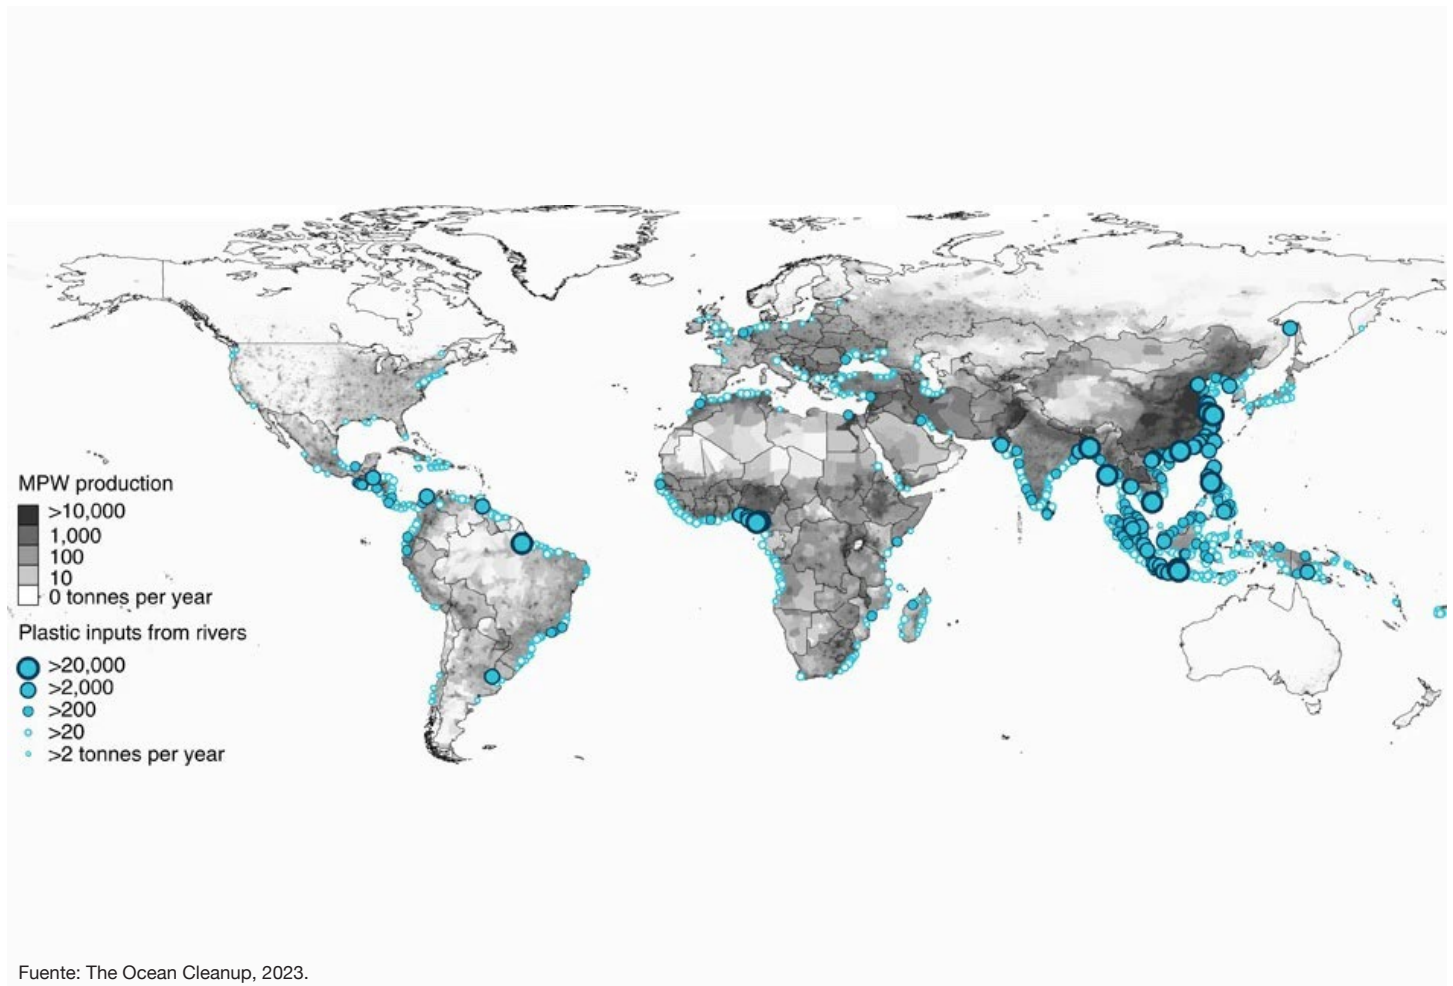 MPW production
>10,000
1,000
100
10
0 tonnes per year
Plastic inputs from rivers
>20,000
>2,000
>200
>20
>2 tonnes per year
Fuente: The Ocean Cleanup, 2023.